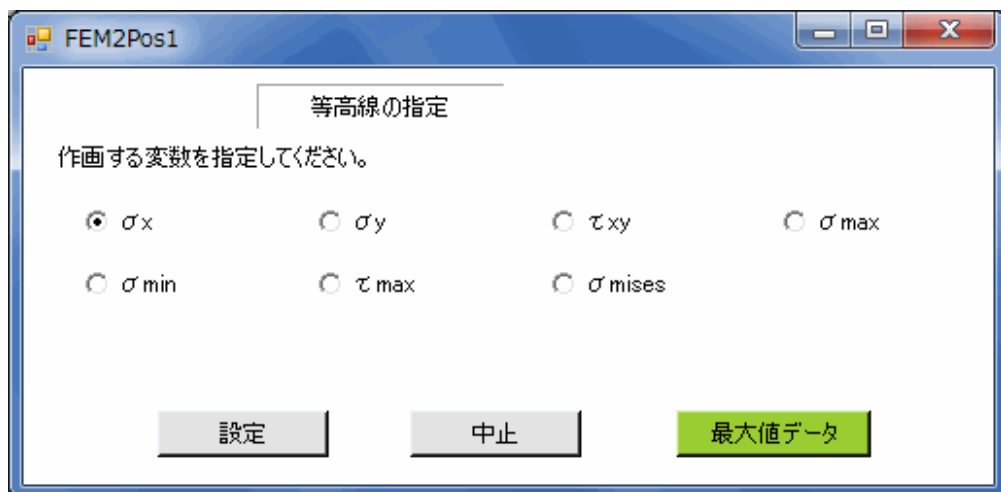 FEM2Pos1
等高線の指定
作画する変数を指定してください。
σx σy τxy σmax
σmin τmax σmises
設定 中止 最大値データ